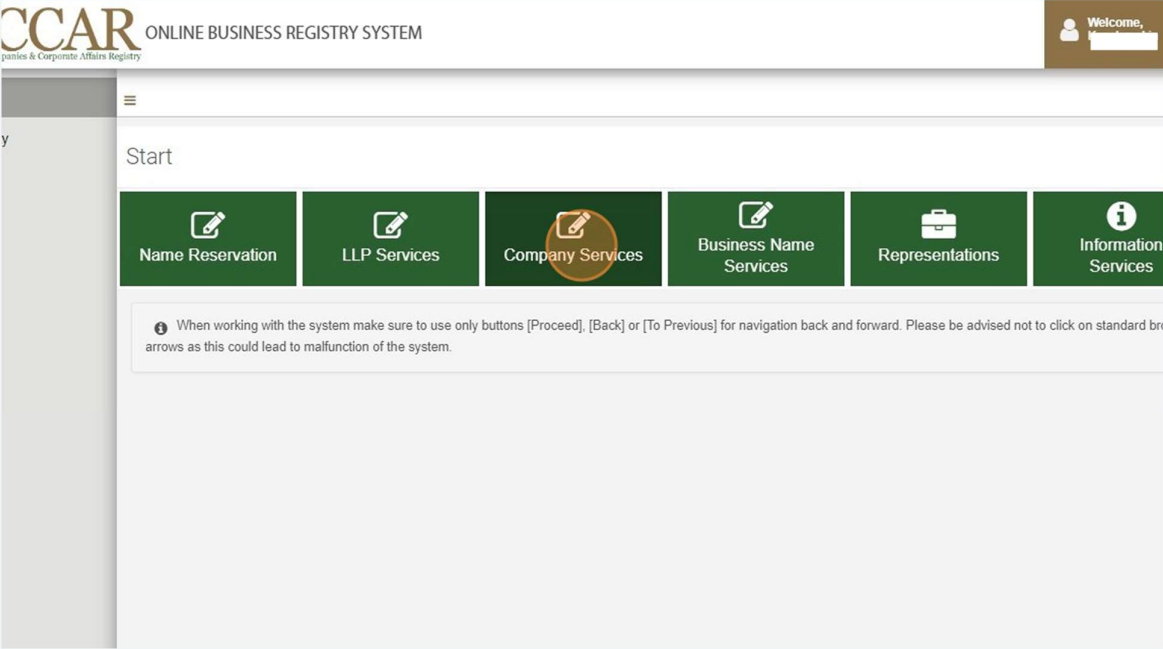 CCAR ONLINE BUSINESS REGISTRY SYSTEM
panies & Corporate Affairs Registry
Welcome,
y
Start
Name Reservation
LLP Services
Company Services
Business Name
Services
Representations
Information
Services
When working with the system make sure to use only buttons [Proceed], [Back] or [To Previous] for navigation back and forward. Please be advised not to click on standard bro
arrows as this could lead to malfunction of the system.